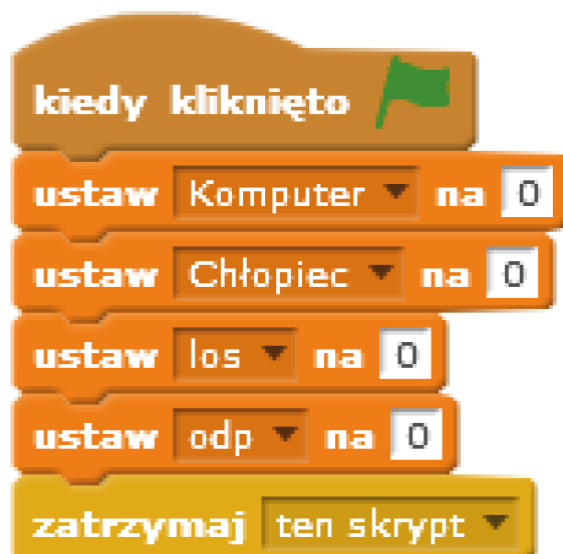 kiedy kliknięto
ustaw Komputer na 0
ustaw Chłopiec na 0
ustaw los na 0
ustaw odp na 0
zatrzymaj ten skrypt